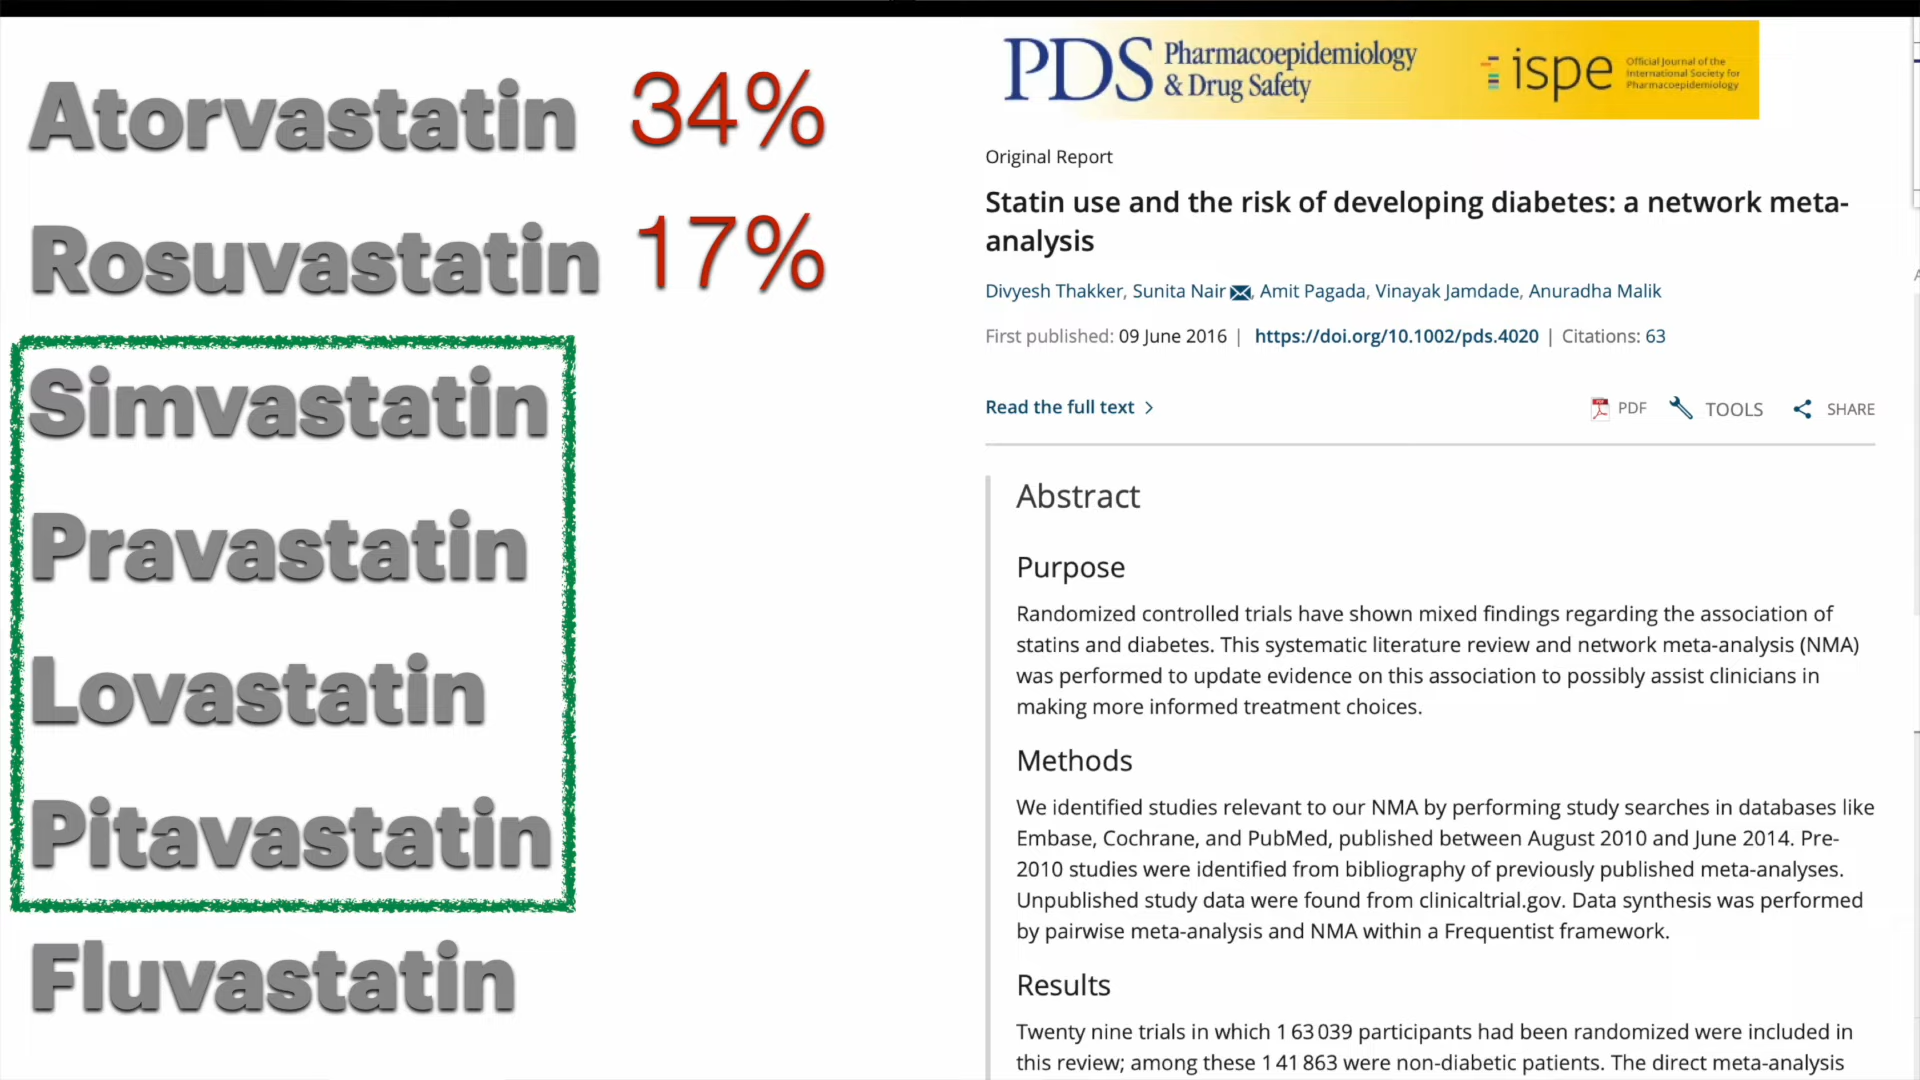 Atorvastatin 34%
Rosuvastatin 17%
Simvastatin
Pravastatin
Lovastatin
Pitavastatin
Fluvastatin
PDS Pharmacoepidemiology
& Drug Safety
ispe
Official Journal of the
International Society for
Pharmacoepidemiology
Original Report
Statin use and the risk of developing diabetes: a network meta-
analysis
Divyesh Thakker, Sunita Nair, Amit Pagada, Vinayak Jamdade, Anuradha Malik
First published: 09 June 2016 | https://doi.org/10.1002/pds.4020 | Citations: 63
Read the full text >
PDF TOOLS SHARE
Abstract
Purpose
Randomized controlled trials have shown mixed findings regarding the association of
statins and diabetes. This systematic literature review and network meta-analysis (NMA)
was performed to update evidence on this association to possibly assist clinicians in
making more informed treatment choices.
Methods
We identified studies relevant to our NMA by performing study searches in databases like
Embase, Cochrane, and PubMed, published between August 2010 and June 2014. Pre-
2010 studies were identified from bibliography of previously published meta-analyses.
Unpublished study data were found from clinicaltrial.gov. Data synthesis was performed
by pairwise meta-analysis and NMA within a Frequentist framework.
Results
Twenty nine trials in which 1 63 039 participants had been randomized were included in
this review; among these 1 41 863 were non-diabetic patients. The direct meta-analysis